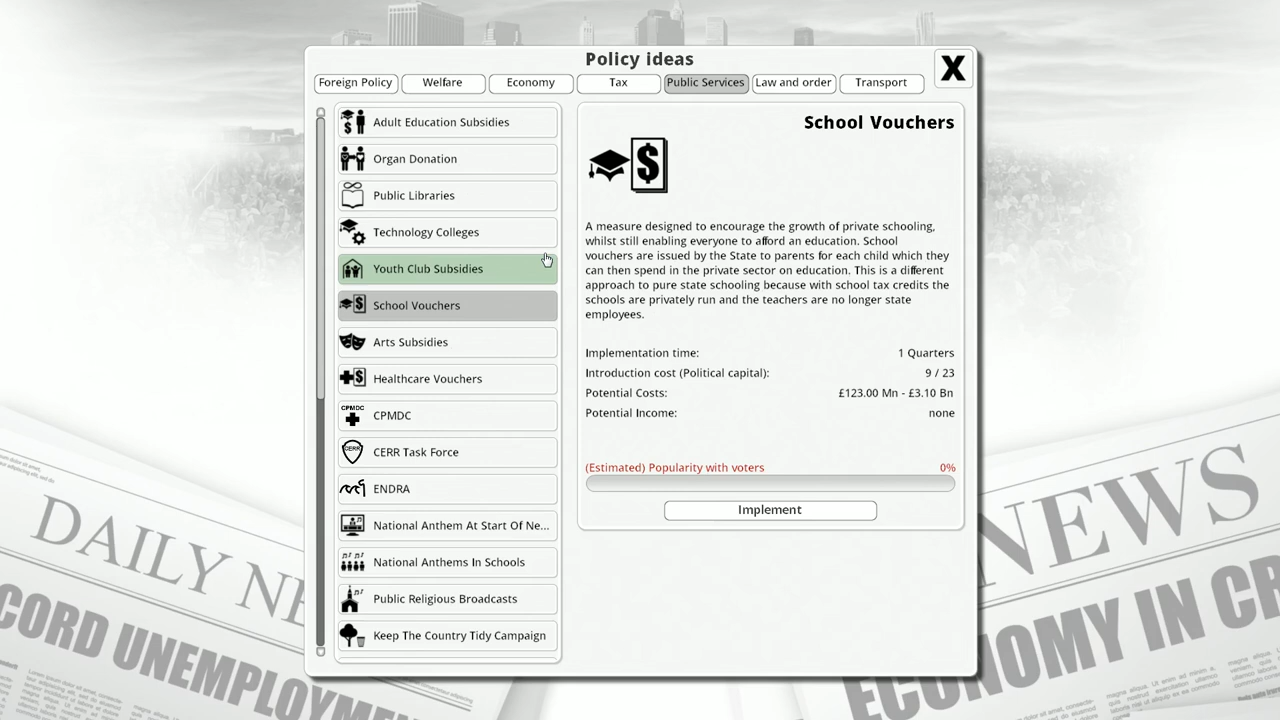 Policy ideas
X
Foreign Policy
Welfare
Economy
Tax
Public Services
Law and order
Transport
Adult Education Subsidies
Organ Donation
Public Libraries
Technology Colleges
Youth Club Subsidies
School Vouchers
Arts Subsidies
Healthcare Vouchers
CPMDC
CPMDC
CERR
CERR Task Force
ENDRA
National Anthem At Start Of Ne...
National Anthems In Schools
Public Religious Broadcasts
Keep The Country Tidy Campaign
School Vouchers
$
A measure designed to encourage the growth of private schooling,
whilst still enabling everyone to afford an education. School
vouchers are issued by the State to parents for each child which they
can then spend in the private sector on education. This is a different
approach to pure state schooling because with school tax credits the
schools are privately run and the teachers are no longer state
employees.
Implementation time: 1 Quarters
Introduction cost (Political capital): 9 / 23
Potential Costs: £123.00 Mn - £3.10 Bn
Potential Income: none
(Estimated) Popularity with voters 0%
Implement
DAILY NE
CORD UNEMPLOYM
NEWS
ECONOMY IN CR